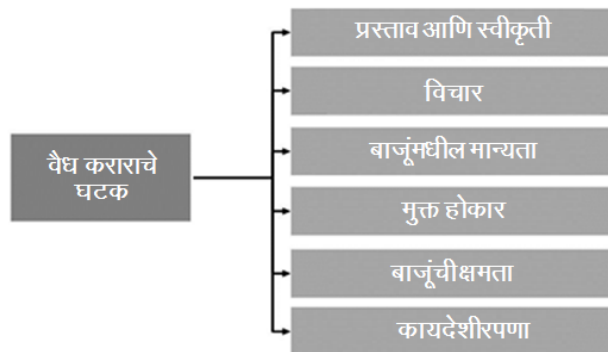 वैध कराराचे
घटक
प्रस्ताव आणि स्वीकृती
विचार
बाजूंमधील मान्यता
मुक्त होकार
बाजूंचीक्षमता
कायदेशीरपणा